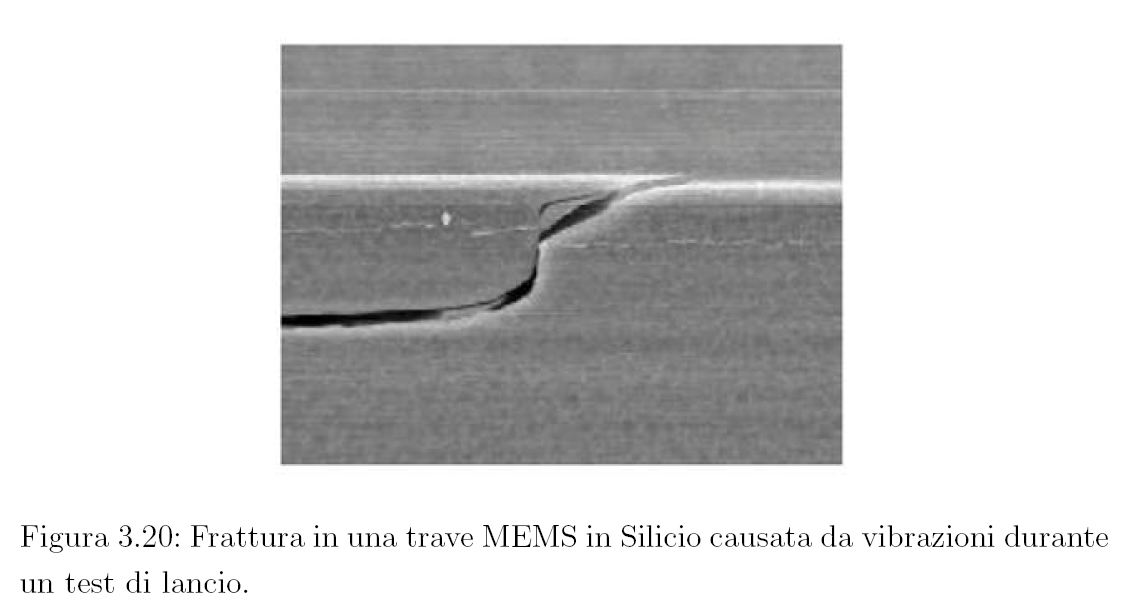 Figura 3.20: Frattura in una trave MEMS in Silicio causata da vibrazioni durante
un test di lancio.